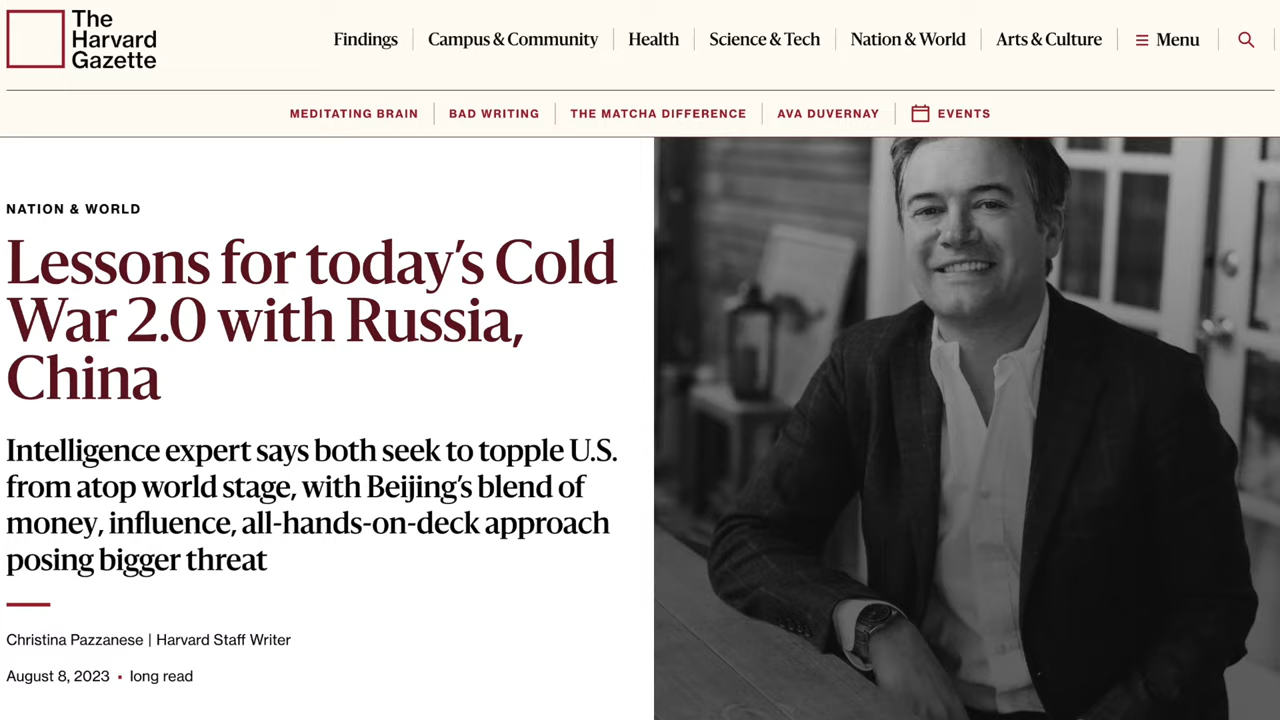 The
Harvard
Gazette
Findings
Campus & Community
Health
Science & Tech
Nation & World
Arts & Culture
Menu
MEDITATING BRAIN
BAD WRITING
THE MATCHA DIFFERENCE
AVA DUVERNAY
EVENTS
NATION & WORLD
Lessons for today’s Cold
War 2.0 with Russia,
China
Intelligence expert says both seek to topple U.S.
from atop world stage, with Beijing’s blend of
money, influence, all-hands-on-deck approach
posing bigger threat
Christina Pazzanese | Harvard Staff Writer
August 8, 2023 ▪ long read